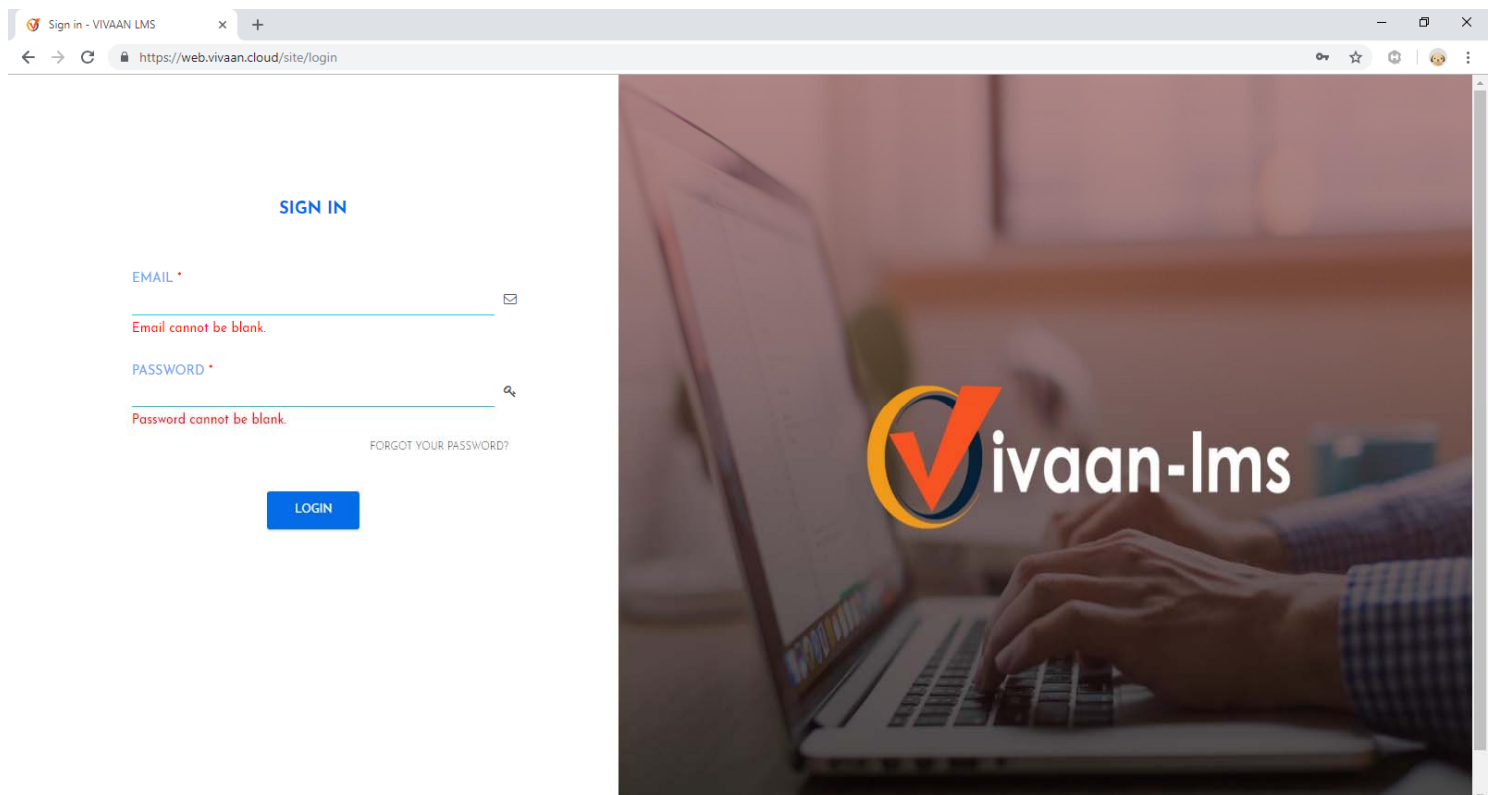 Sign in - VIVAAN LMS
https://web.vivaan.cloud/site/login
SIGN IN
EMAIL *
Email cannot be blank.
PASSWORD *
Password cannot be blank.
FORGOT YOUR PASSWORD?
LOGIN
Vivaan-lms